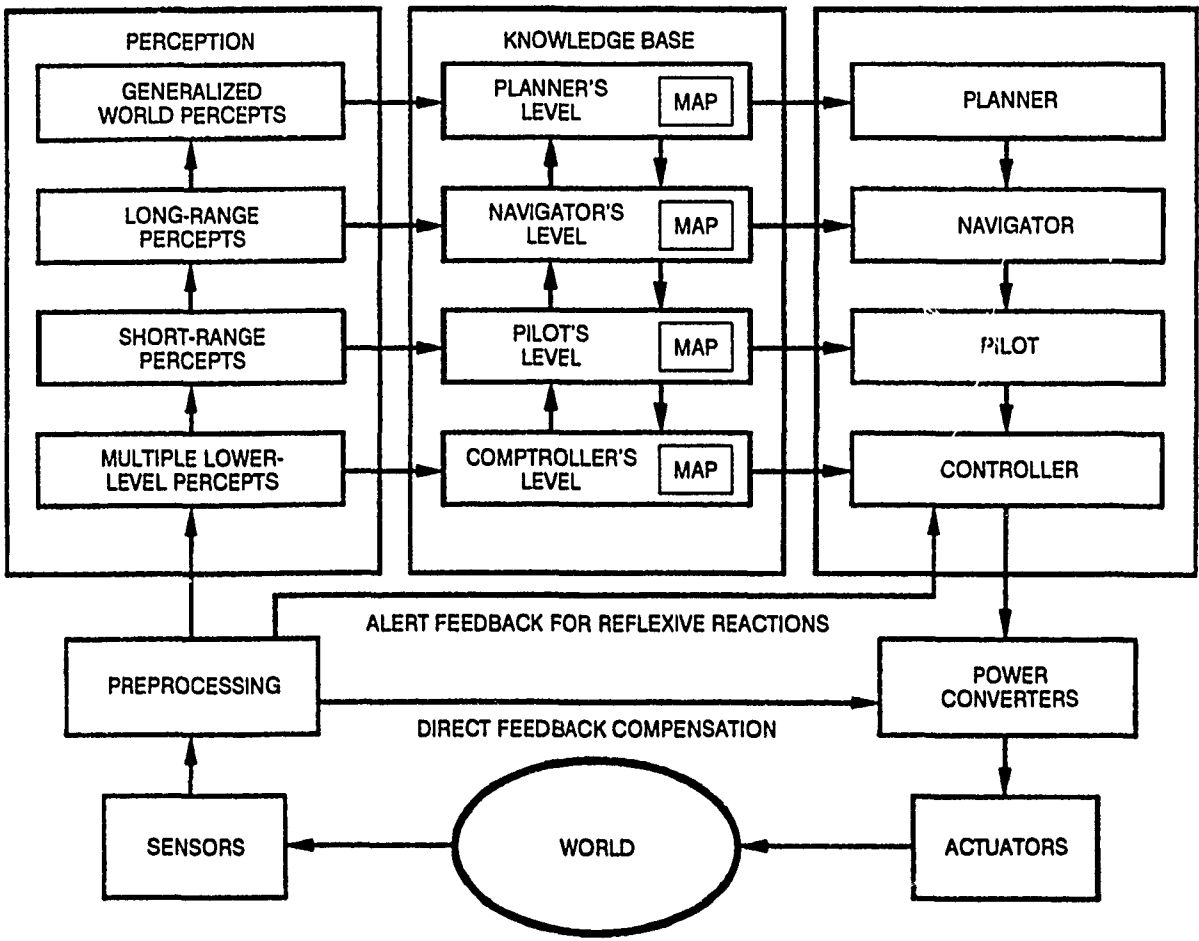 PERCEPTION
GENERALIZED
WORLD PERCEPTS
LONG-RANGE
PERCEPTS
SHORT-RANGE
PERCEPTS
MULTIPLE LOWER-
LEVEL PERCEPTS
KNOWLEDGE BASE
PLANNER'S
LEVEL
MAP
NAVIGATOR'S
LEVEL
MAP
PILOT'S
LEVEL
MAP
COMPTROLLER'S
LEVEL
MAP
PLANNER
NAVIGATOR
PILOT
CONTROLLER
ALERT FEEDBACK FOR REFLEXIVE REACTIONS
PREPROCESSING
POWER
CONVERTERS
DIRECT FEEDBACK COMPENSATION
SENSORS
WORLD
ACTUATORS